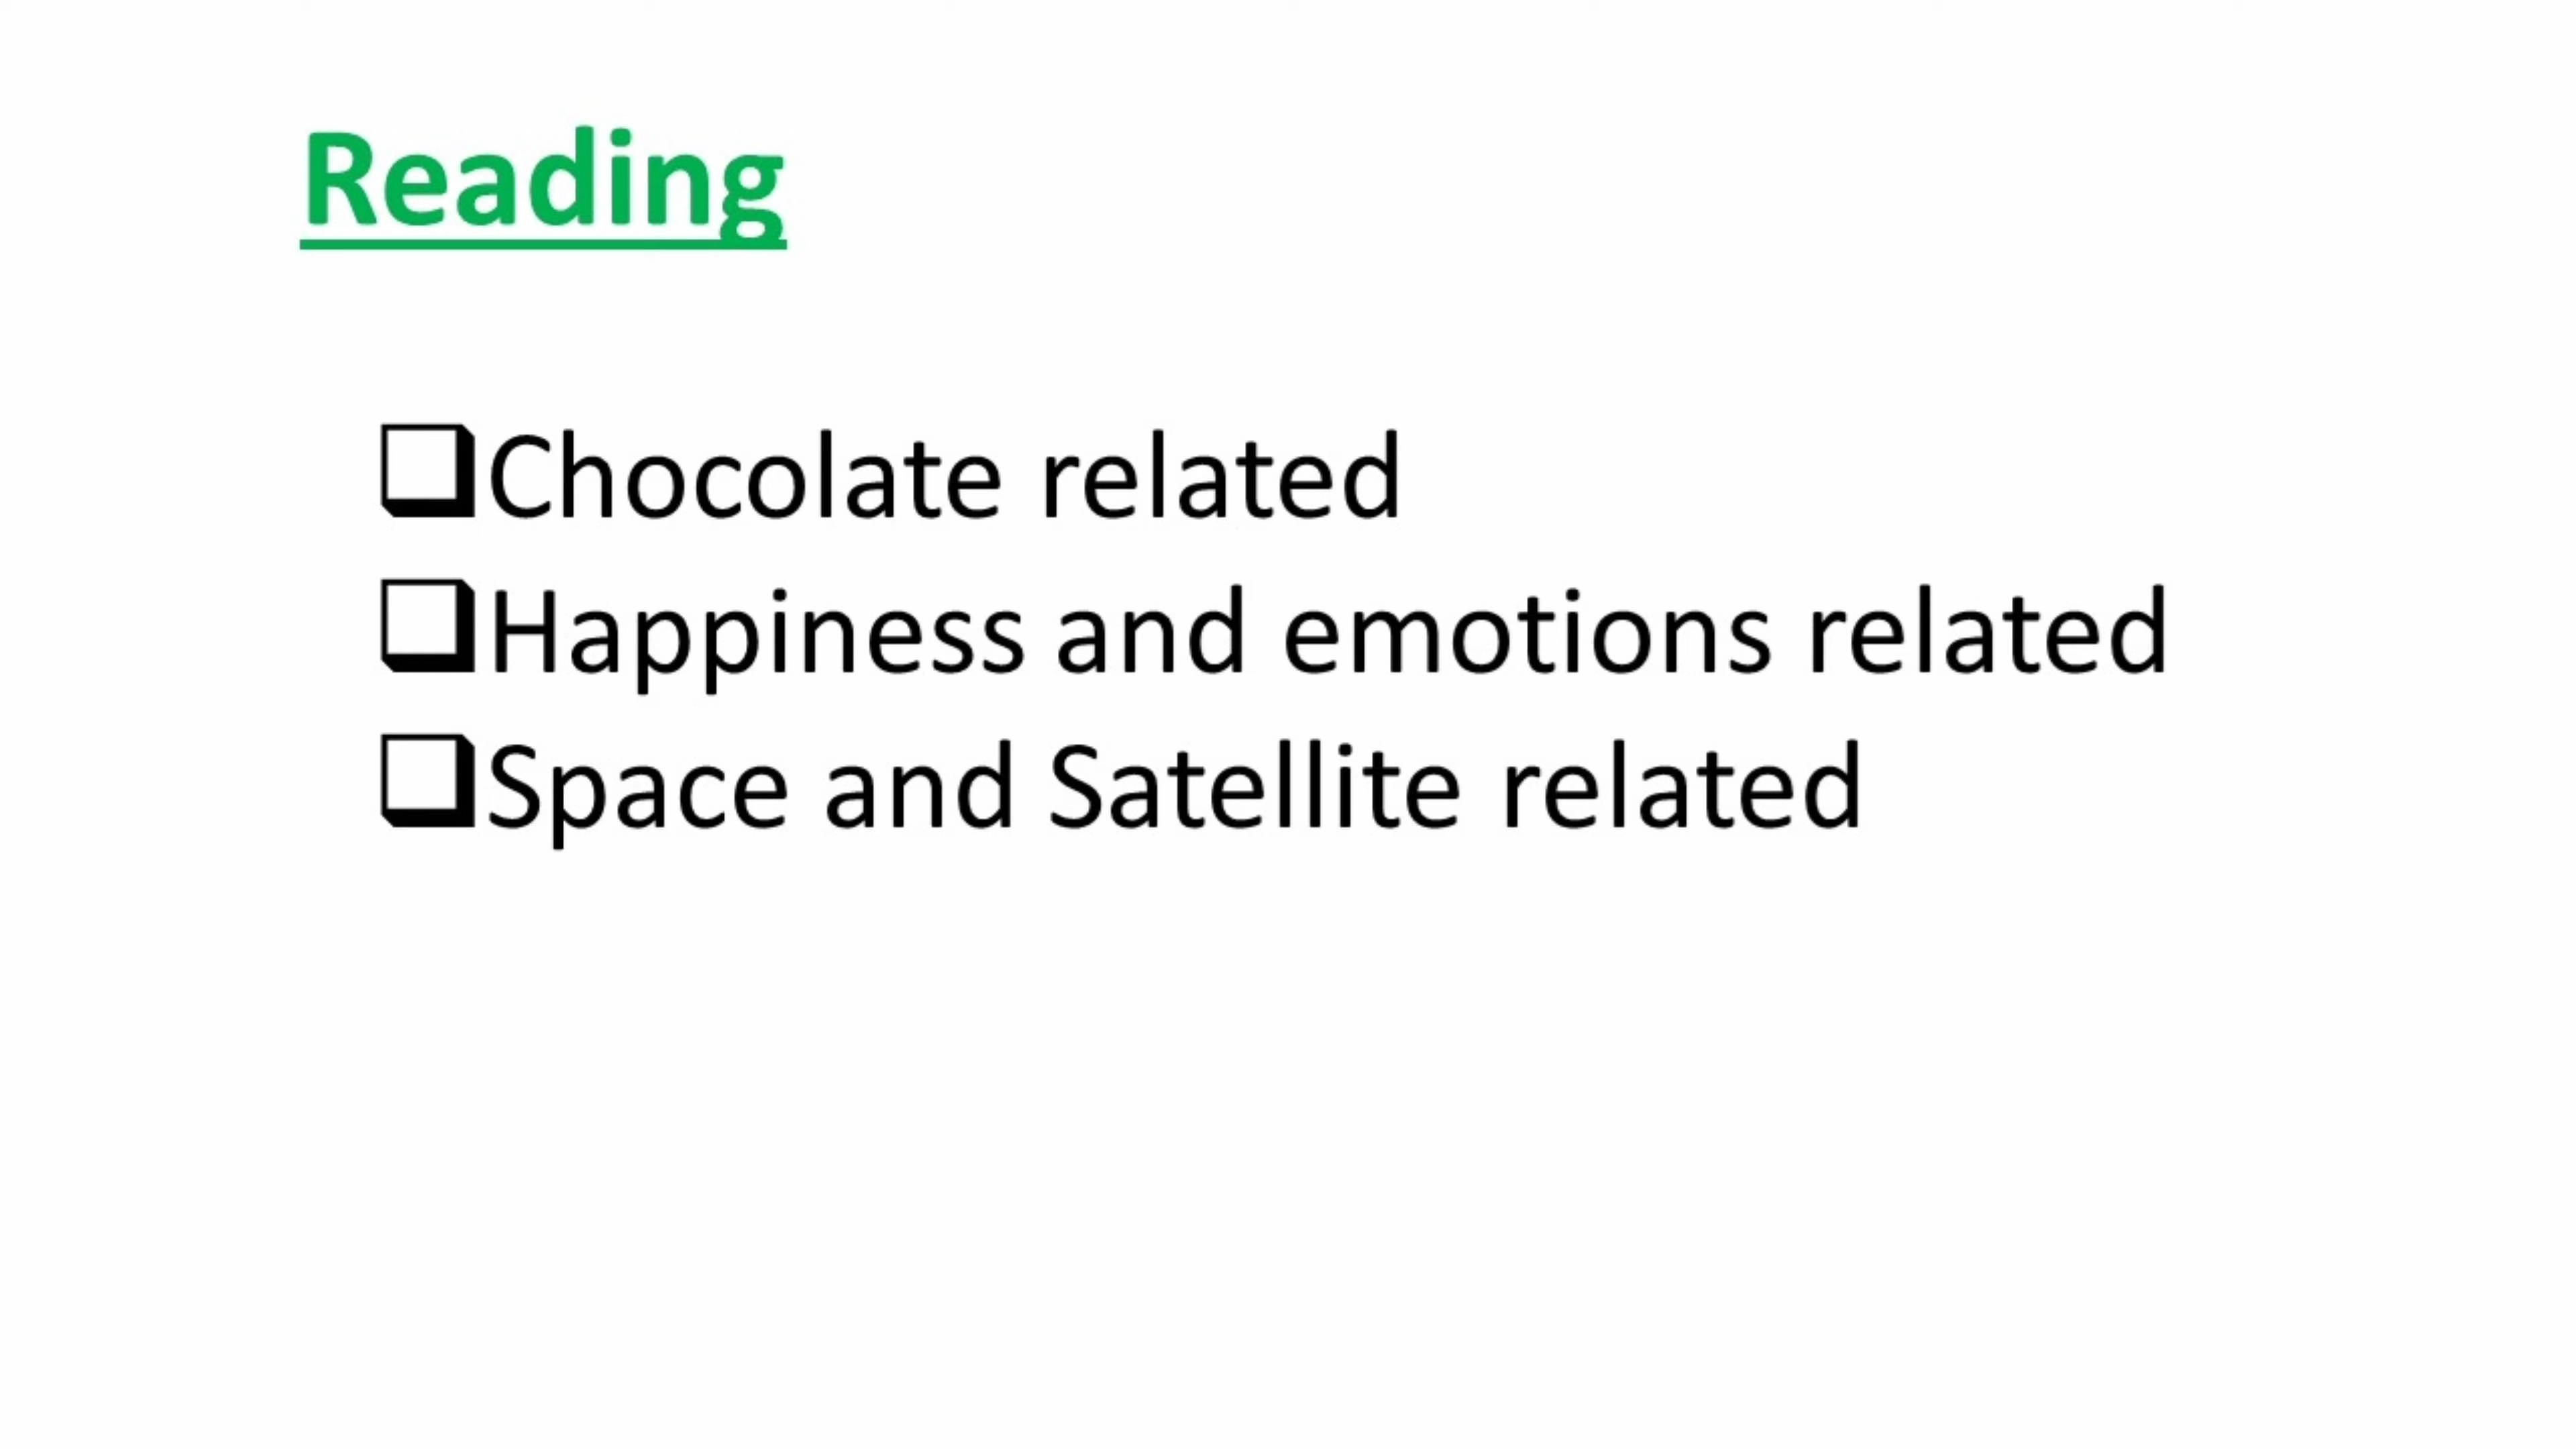 Reading
❑Chocolate related
❑Happiness and emotions related
❑Space and Satellite related